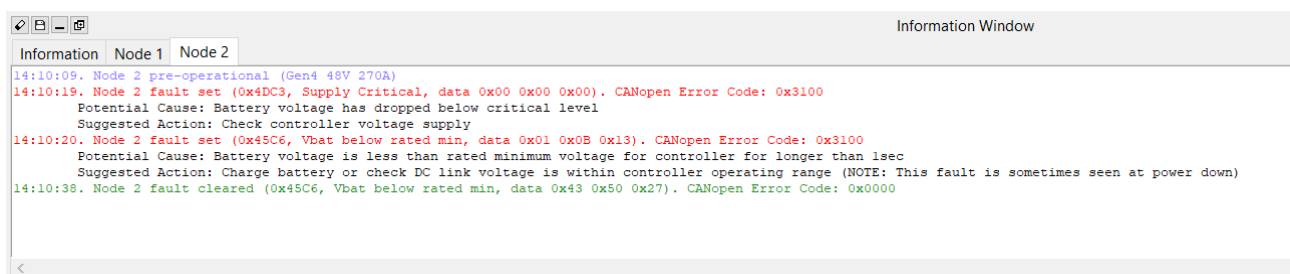 Information Window
Information Node 1 Node 2
14:10:09. Node 2 pre-operational (Gen4 48V 270A)
14:10:19. Node 2 fault set (0x4DC3, Supply Critical, data 0x00 0x00 0x00). CANopen Error Code: 0x3100
Potential Cause: Battery voltage has dropped below critical level
Suggested Action: Check controller voltage supply
14:10:20. Node 2 fault set (0x45C6, Vbat below rated min, data 0x01 0x0B 0x13). CANopen Error Code: 0x3100
Potential Cause: Battery voltage is less than rated minimum voltage for controller for longer than 1sec
Suggested Action: Charge battery or check DC link voltage is within controller operating range (NOTE: This fault is sometimes seen at power down)
14:10:38. Node 2 fault cleared (0x45C6, Vbat below rated min, data 0x43 0x50 0x27). CANopen Error Code: 0x0000